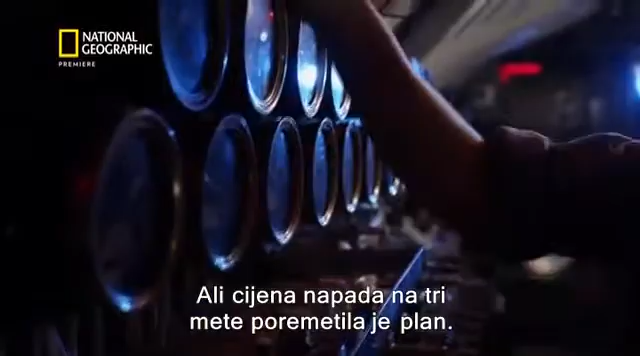 NATIONAL
GEOGRAPHIC
PREMIERE
Ali cijena napada na tri
mete poremetila je plan.